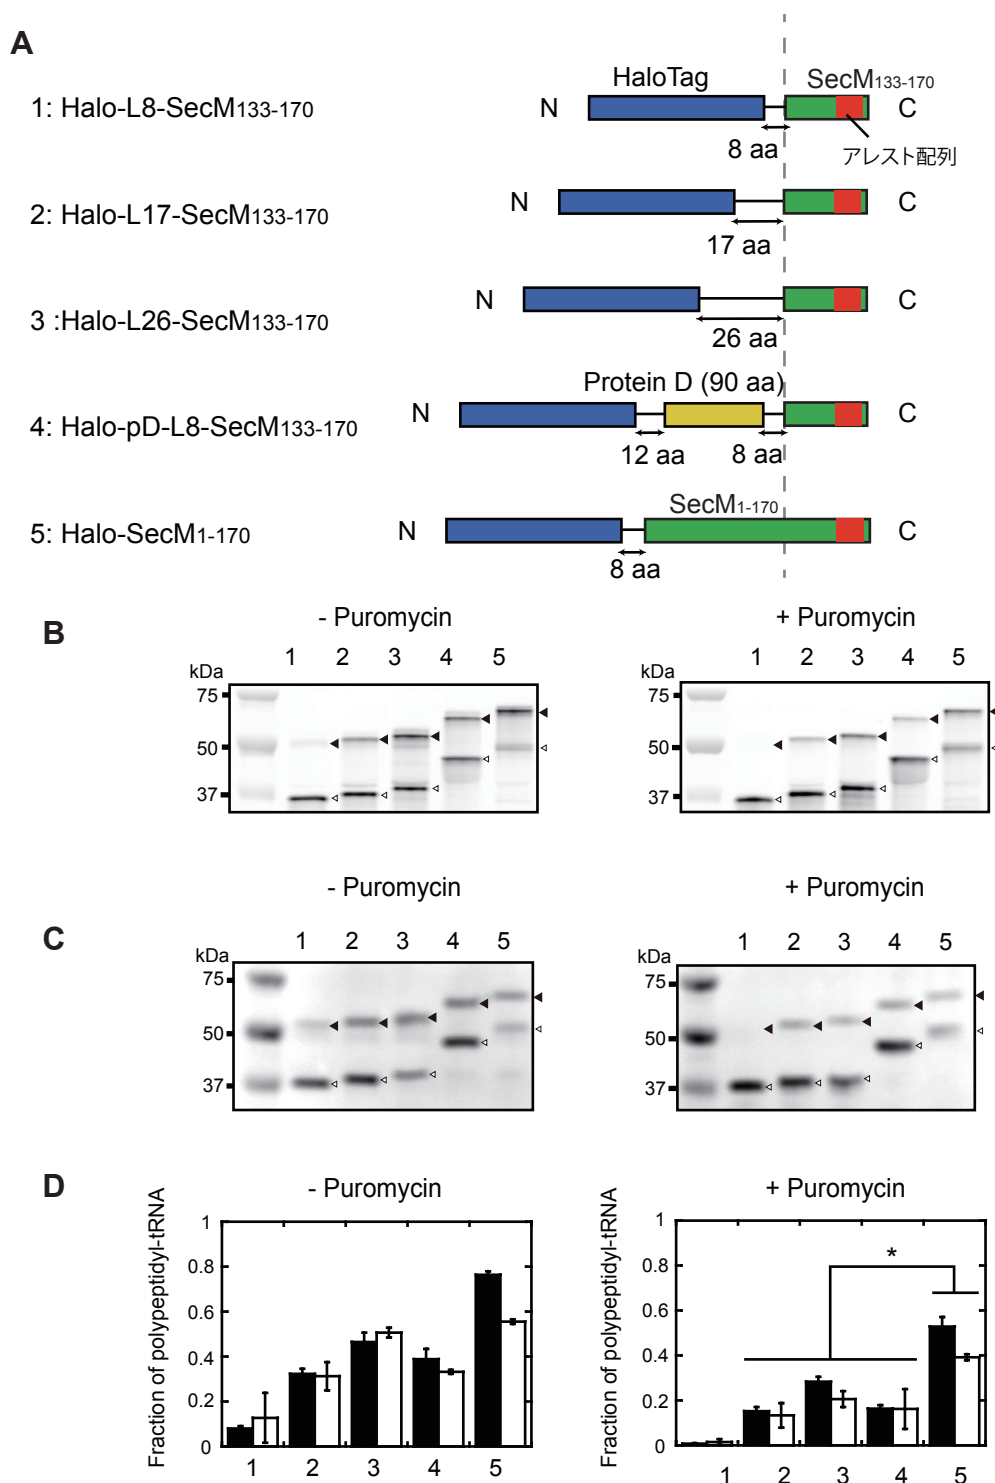 A
1: Halo-L8-SecM133-170
HaloTag
SecM133-170
N
C
8 aa
アレスト配列
2: Halo-L17-SecM133-170
N
C
17 aa
3 :Halo-L26-SecM133-170
N
C
26 aa
Protein D (90 aa)
4: Halo-pD-L8-SecM133-170
N
C
12 aa
8 aa
SecM1-170
5: Halo-SecM1-170
N
C
8 aa
B
- Puromycin
1 2 3 4 5
kDa
75
50
37
+ Puromycin
1 2 3 4 5
kDa
75
50
37
C
- Puromycin
1 2 3 4 5
kDa
75
50
37
+ Puromycin
1 2 3 4 5
kDa
75
50
37
D
- Puromycin
Fraction of polypeptidyl-tRNA
1
0.8
0.6
0.4
0.2
0
1 2 3 4 5
+ Puromycin
Fraction of polypeptidyl-tRNA
1
0.8
0.6
0.4
0.2
0
*
1 2 3 4 5